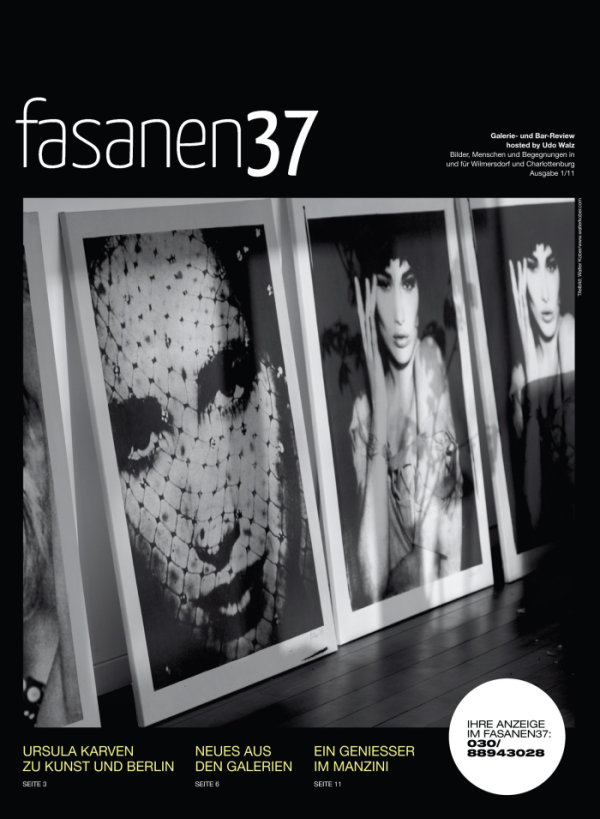 fasanen37
Galerie- und Bar-Review
hosted by Udo Walz
Bilder, Menschen und Begegnungen in
und für Wilmersdorf und Charlottenburg
Ausgabe 1/11
IHRE ANZEIGE
IM FASANEN37:
030/
88943028
URSULA KARVEN
ZU KUNST UND BERLIN
SEITE 3
NEUES AUS
DEN GALERIEN
SEITE 6
EIN GENIESSER
IM MANZINI
SEITE 11